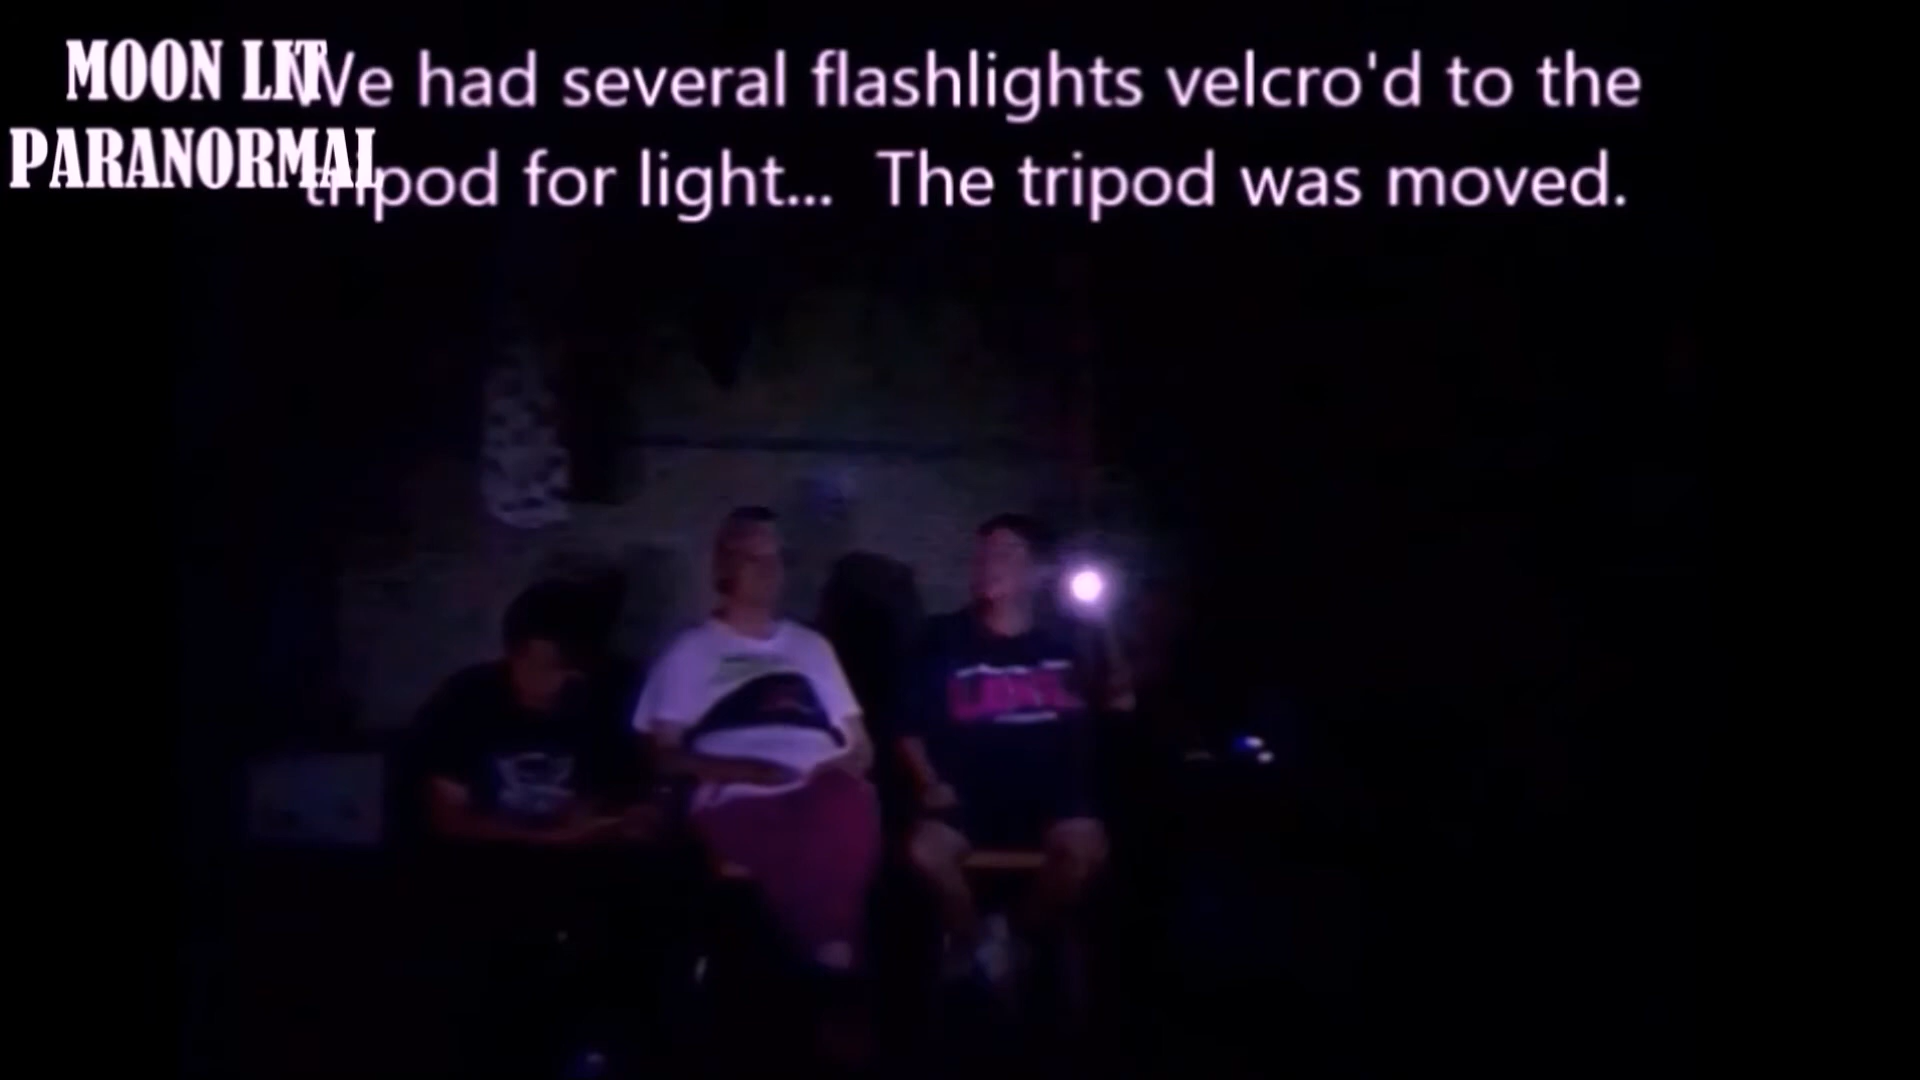 MOON LIT
PARANORMAL
We had several flashlights velcro'd to the
tripod for light... The tripod was moved.